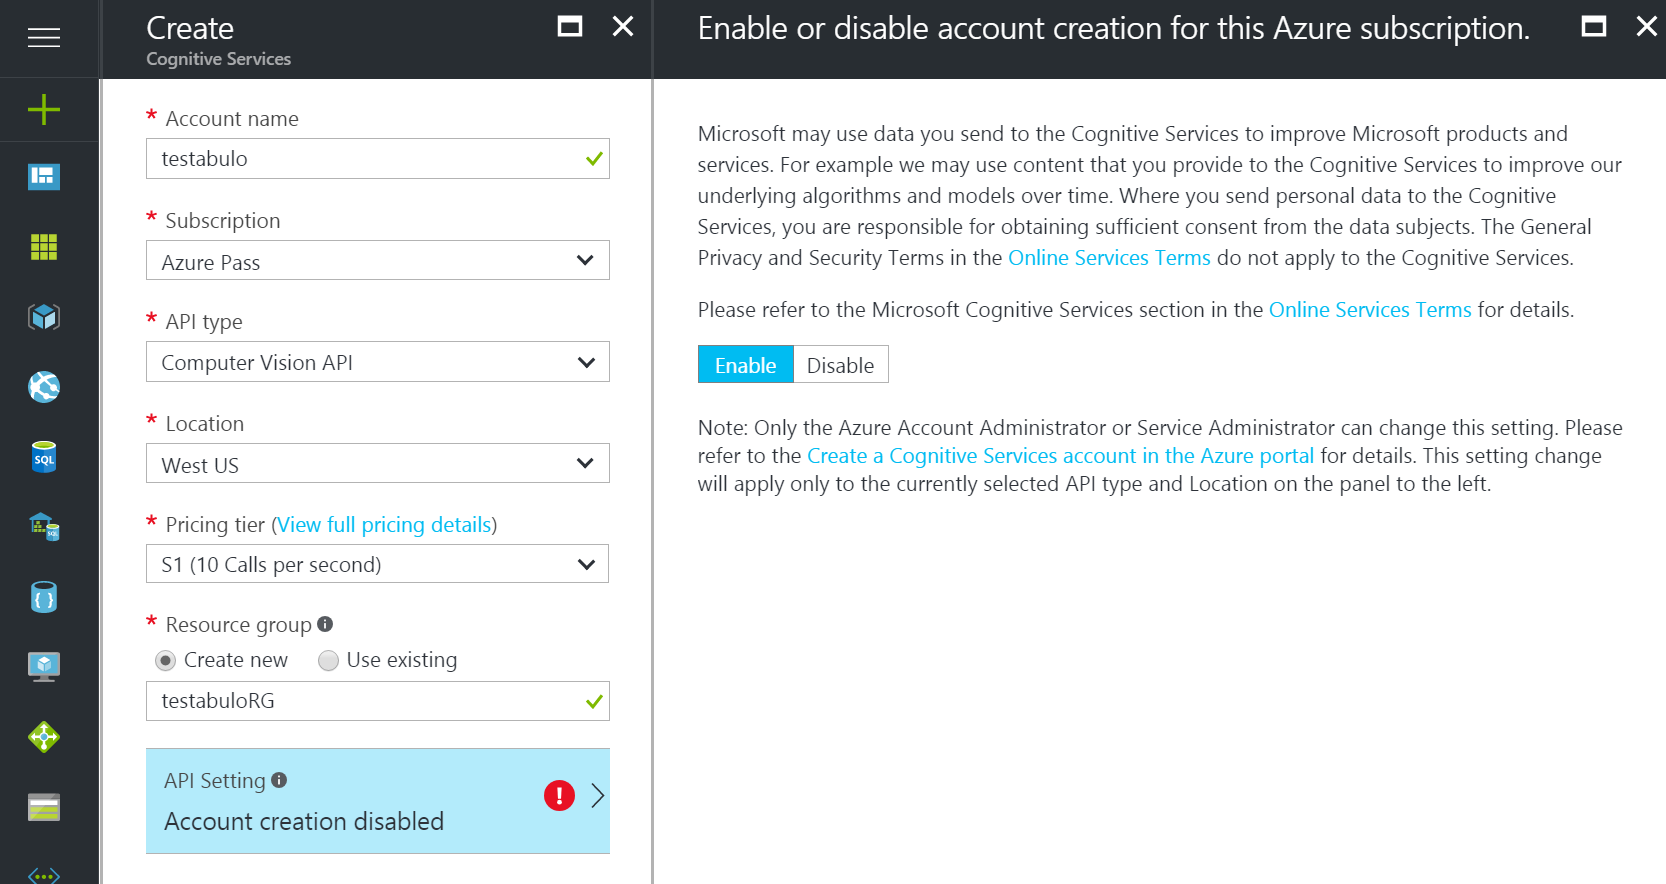 Create
Cognitive Services
* Account name
testabulo
* Subscription
Azure Pass
* API type
Computer Vision API
* Location
West US
* Pricing tier (View full pricing details)
S1 (10 Calls per second)
* Resource group
Create new Use existing
testabuloRG
API Setting
Account creation disabled
Enable or disable account creation for this Azure subscription.
Microsoft may use data you send to the Cognitive Services to improve Microsoft products and
services. For example we may use content that you provide to the Cognitive Services to improve our
underlying algorithms and models over time. Where you send personal data to the Cognitive
Services, you are responsible for obtaining sufficient consent from the data subjects. The General
Privacy and Security Terms in the Online Services Terms do not apply to the Cognitive Services.
Please refer to the Microsoft Cognitive Services section in the Online Services Terms for details.
Enable Disable
Note: Only the Azure Account Administrator or Service Administrator can change this setting. Please
refer to the Create a Cognitive Services account in the Azure portal for details. This setting change
will apply only to the currently selected API type and Location on the panel to the left.
SQL
SQL